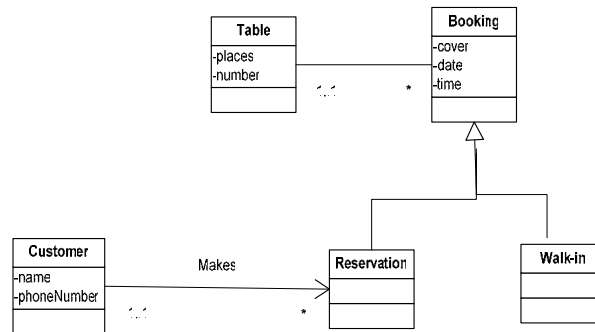 Booking
Table
-cover
-date
-time
-places
-number
*
Customer
-name
-phoneNumber
Makes
*
Reservation
Walk-in